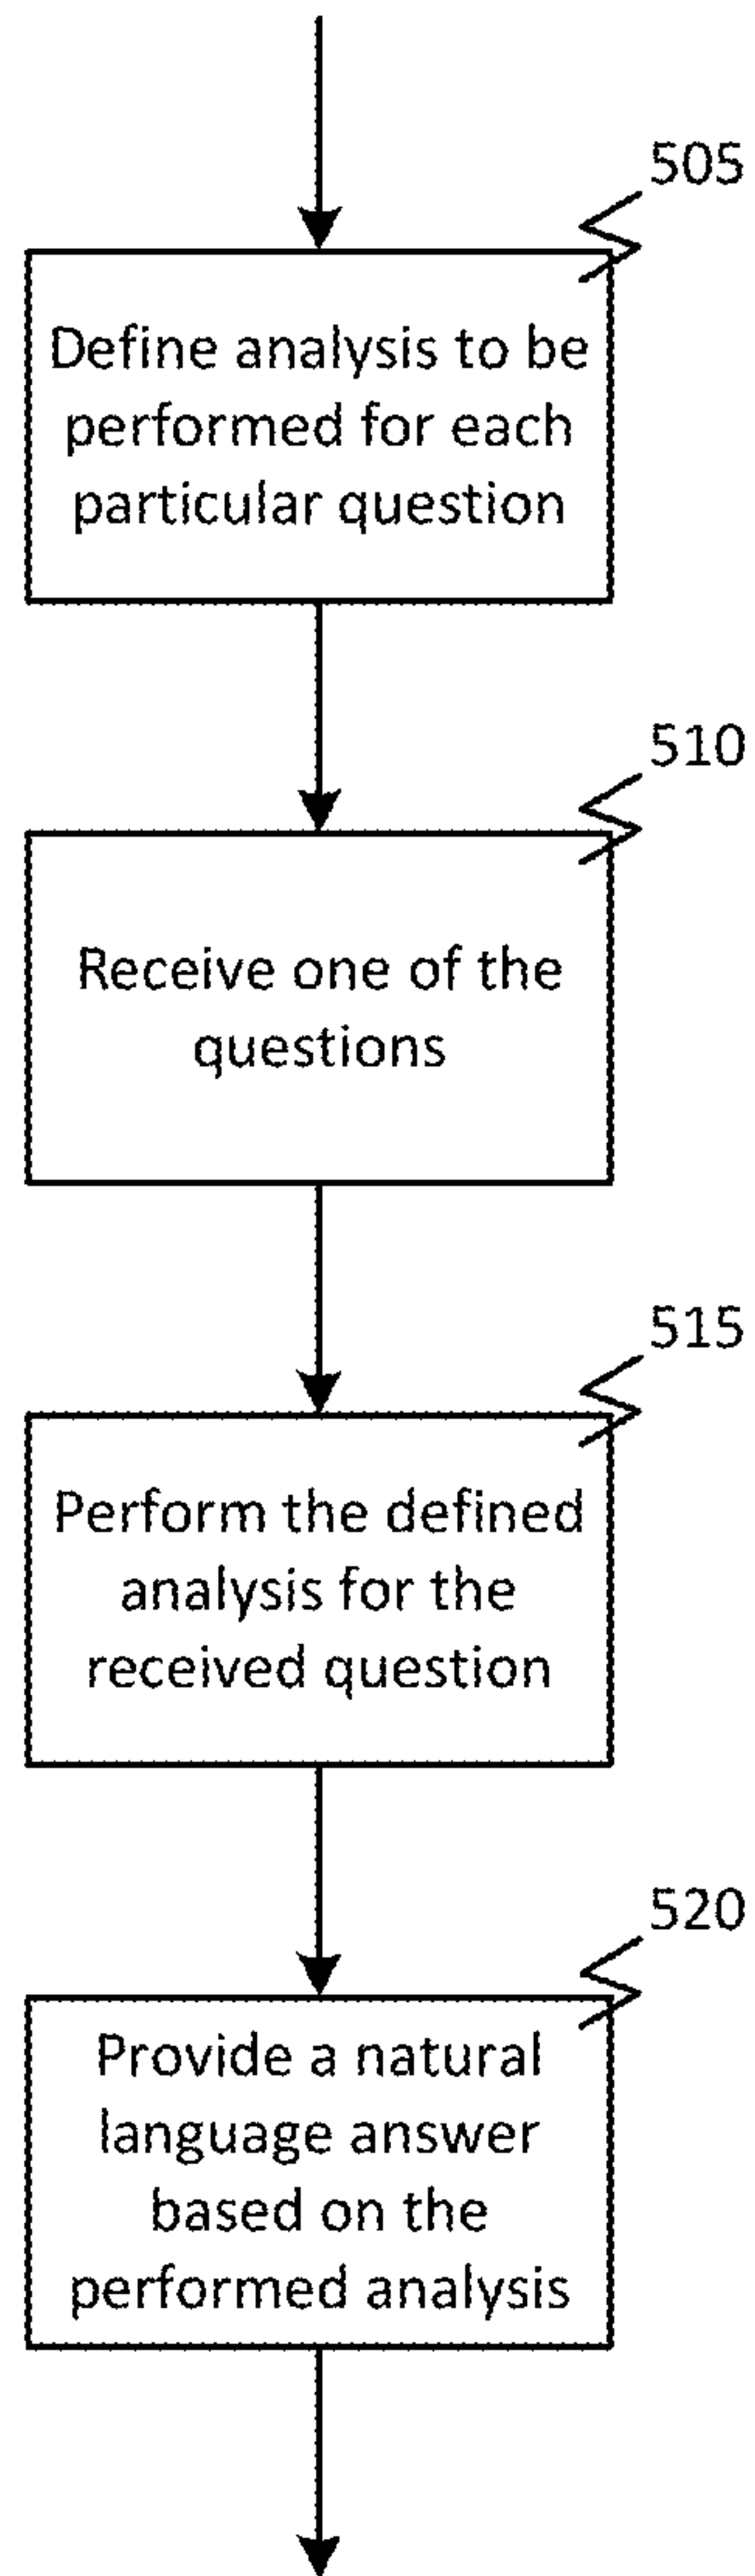 505
Define analysis to be
performed for each
particular question
510
Receive one of the
questions
515
Perform the defined
analysis for the
received question
520
Provide a natural
language answer
based on the
performed analysis